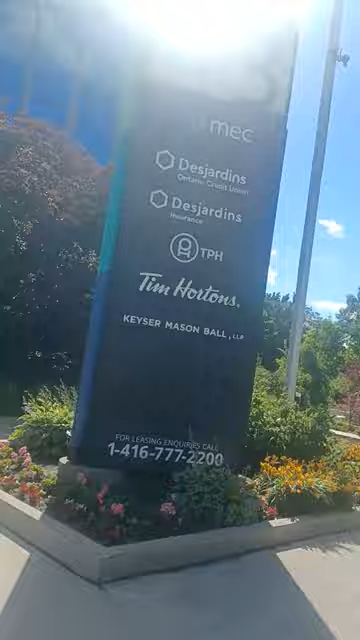 mec
Desjardins
Ontario Credit Union
Desjardins
Insurance
TPH
Tim Hortons.
KEYSER MASON BALL, LLP
FOR LEASING ENQUIRIES CALL
1-416-777-2200